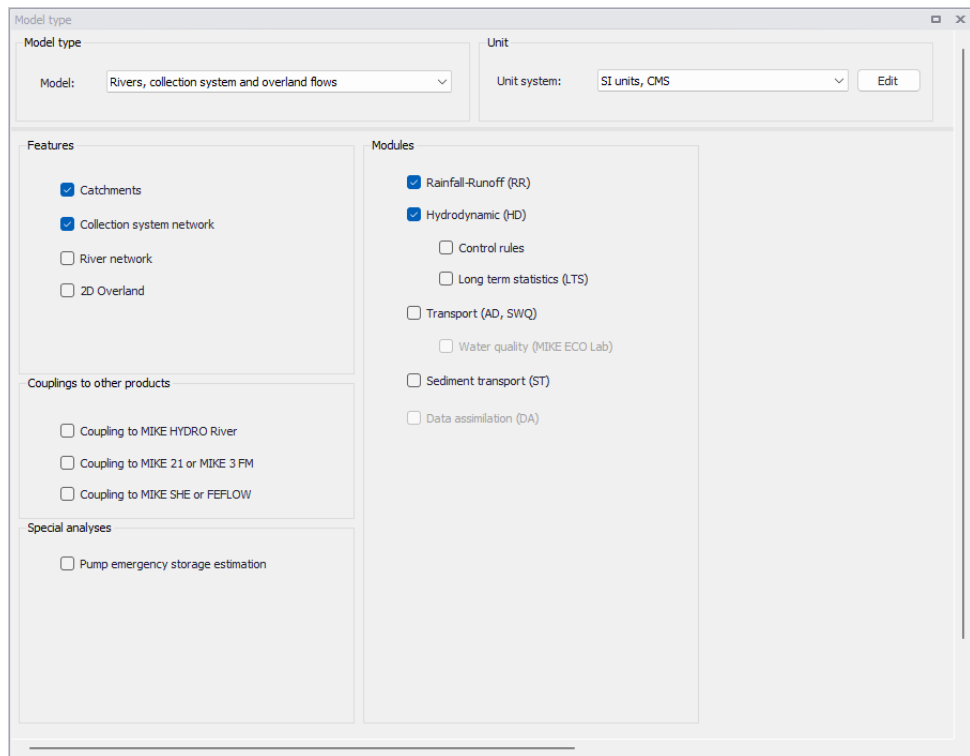 Model type
Model type
Model: Rivers, collection system and overland flows
Unit
Unit system: SI units, CMS Edit
Features
Catchments
Collection system network
River network
2D Overland
Couplings to other products
Coupling to MIKE HYDRO River
Coupling to MIKE 21 or MIKE 3 FM
Coupling to MIKE SHE or FEFLOW
Special analyses
Pump emergency storage estimation
Modules
Rainfall-Runoff (RR)
Hydrodynamic (HD)
Control rules
Long term statistics (LTS)
Transport (AD, SWQ)
Water quality (MIKE ECO Lab)
Sediment transport (ST)
Data assimilation (DA)